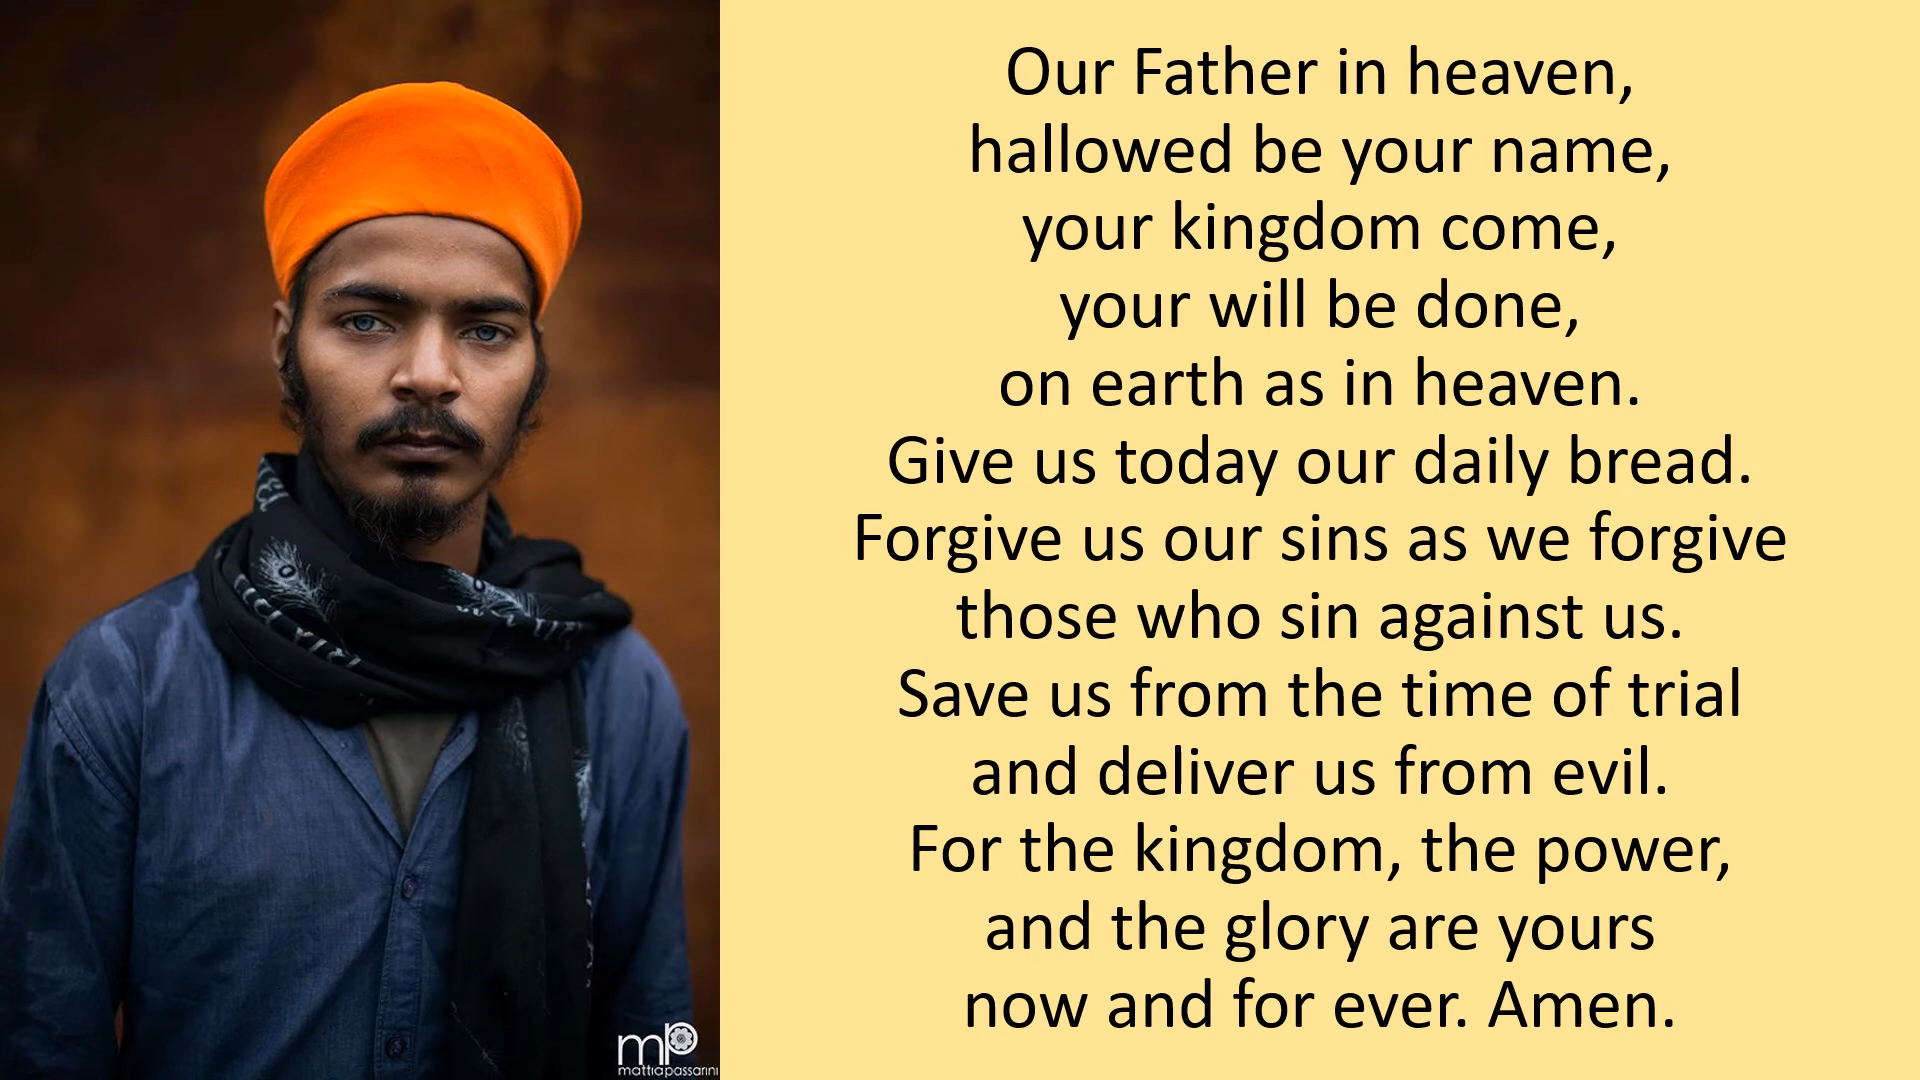 Our Father in heaven,
hallowed be your name,
your kingdom come,
your will be done,
on earth as in heaven.
Give us today our daily bread.
Forgive us our sins as we forgive
those who sin against us.
Save us from the time of trial
and deliver us from evil.
For the kingdom, the power,
and the glory are yours
now and for ever. Amen.
mp
mattiapassarini